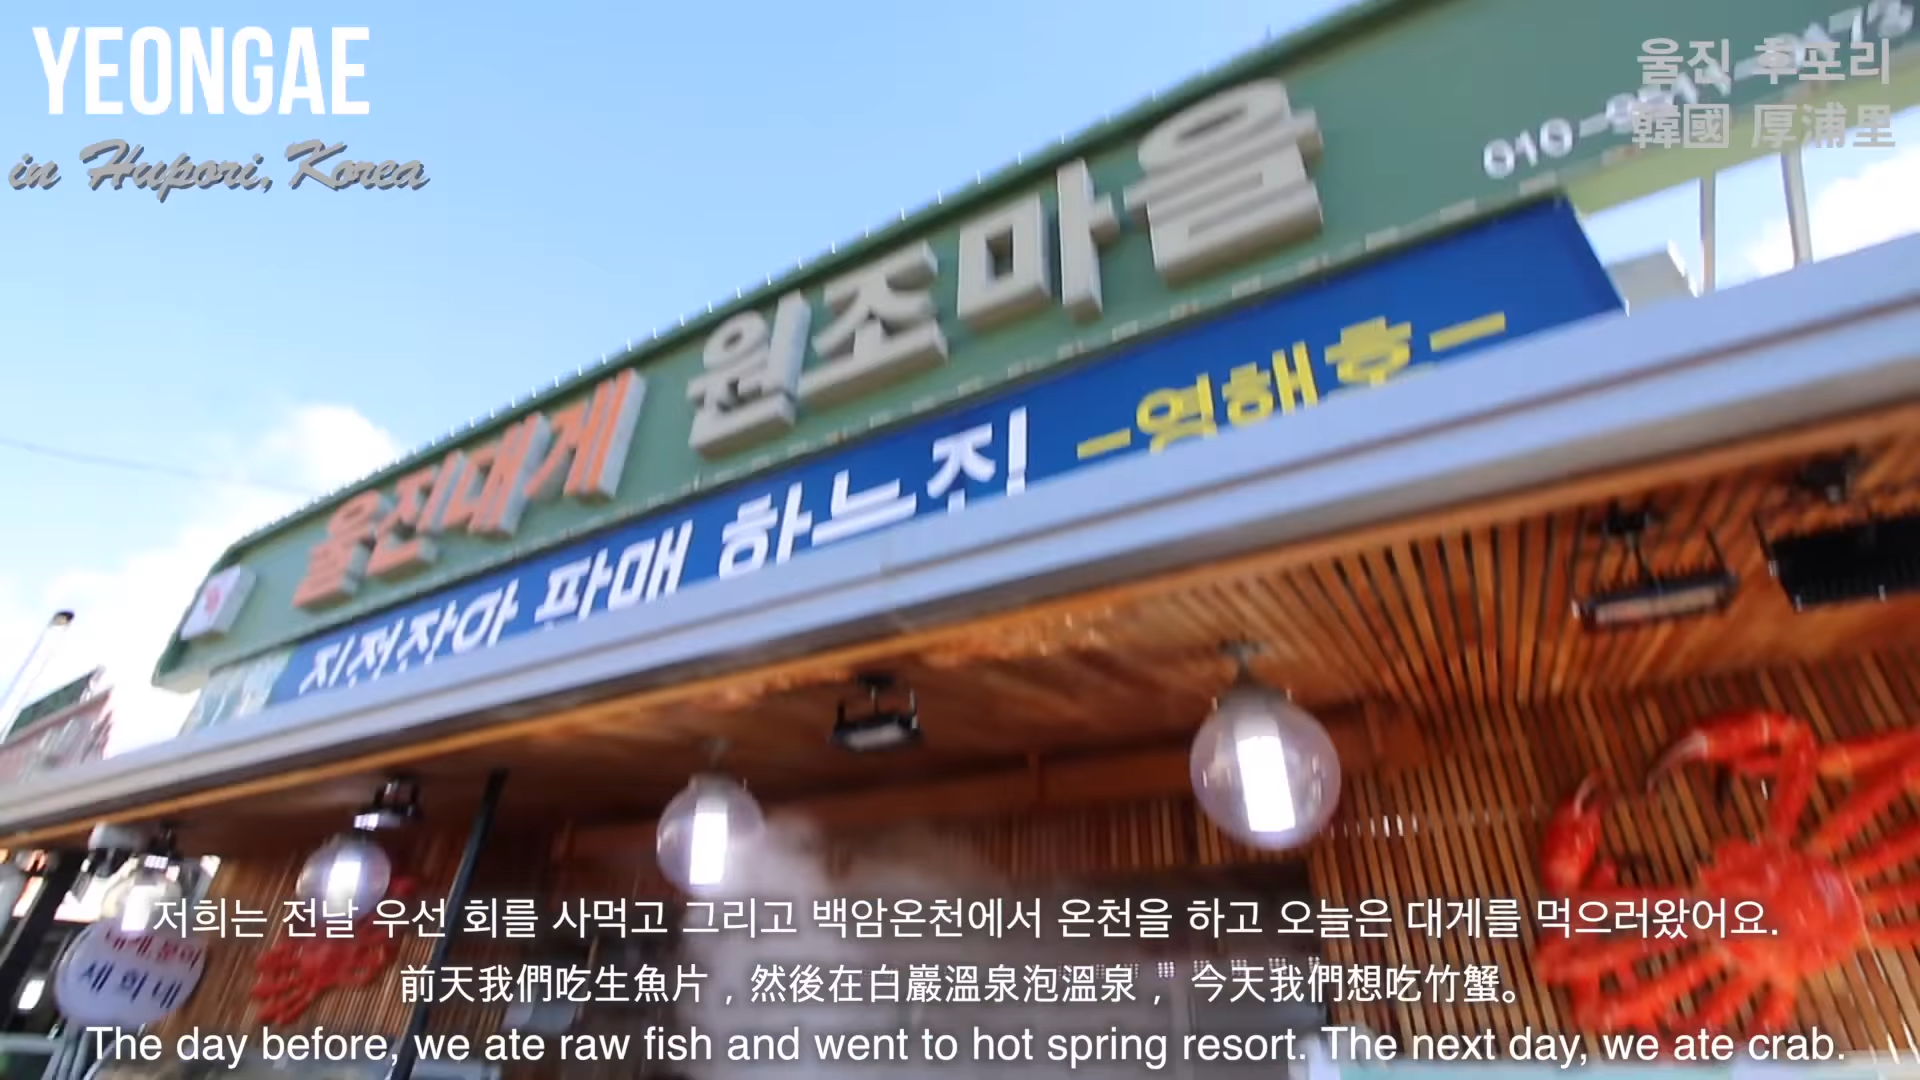 YEONGAE
in Hupori, Korea
울진 후포리
韓國 厚浦里
울진대게 원조마을
직접잡아 판매 하는집
세희네
저희는 전날 우선 회를 사먹고 그리고 백암온천에서 온천을 하고 오늘은 대게를 먹으러왔어요.
前天我們吃生魚片，然後在白巖溫泉泡溫泉， 今天我們想吃竹蟹。
The day before, we ate raw fish and went to hot spring resort. The next day, we ate crab.